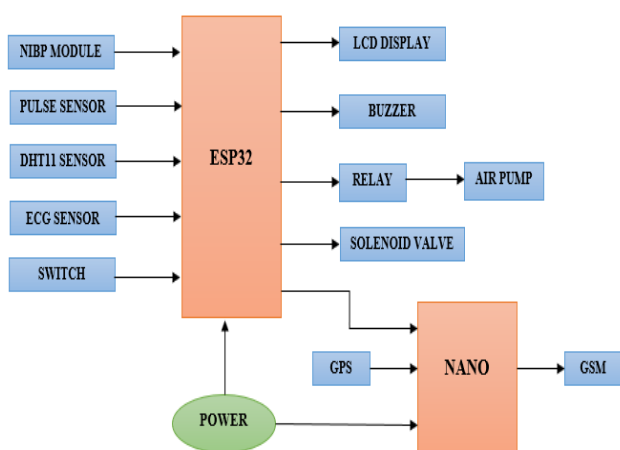 NIBP MODULE
PULSE SENSOR
DHT11 SENSOR
ECG SENSOR
SWITCH
ESP32
LCD DISPLAY
BUZZER
RELAY
AIR PUMP
SOLENOID VALVE
GPS
NANO
GSM
POWER